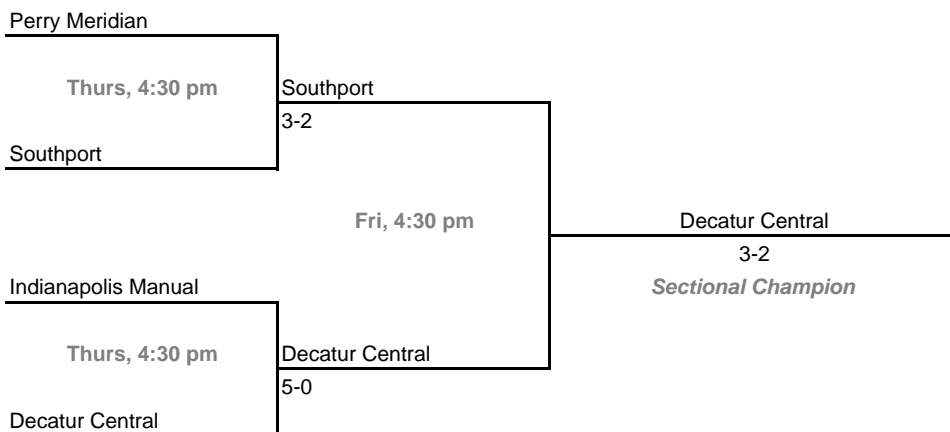 Perry Meridian
Thurs, 4:30 pm
Southport
3-2
Southport
Fri, 4:30 pm
Decatur Central
3-2
Sectional Champion
Indianapolis Manual
Thurs, 4:30 pm
Decatur Central
5-0
Decatur Central